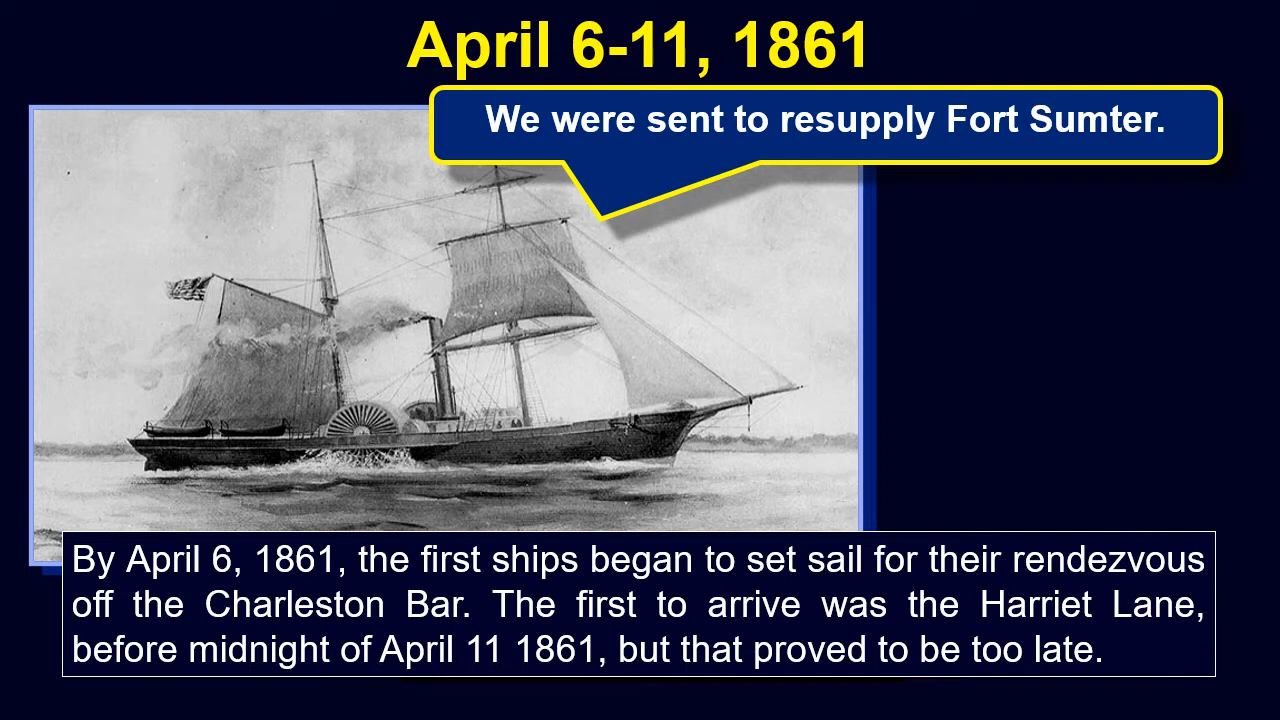 April 6-11, 1861
We were sent to resupply Fort Sumter.
By April 6, 1861, the first ships began to set sail for their rendezvous
off the Charleston Bar. The first to arrive was the Harriet Lane,
before midnight of April 11 1861, but that proved to be too late.